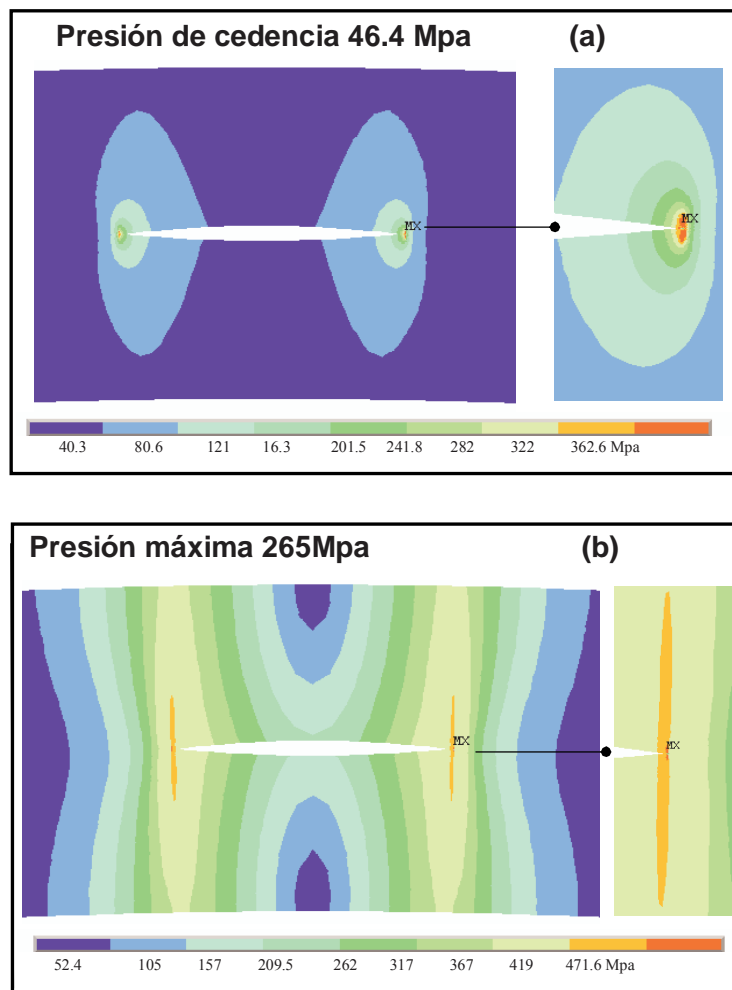 Presión de cedencia 46.4 Mpa (a)
MX
MX
40.3 80.6 121 16.3 201.5 241.8 282 322 362.6 Mpa
Presión máxima 265Mpa (b)
MX
MX
52.4 105 157 209.5 262 317 367 419 471.6 Mpa